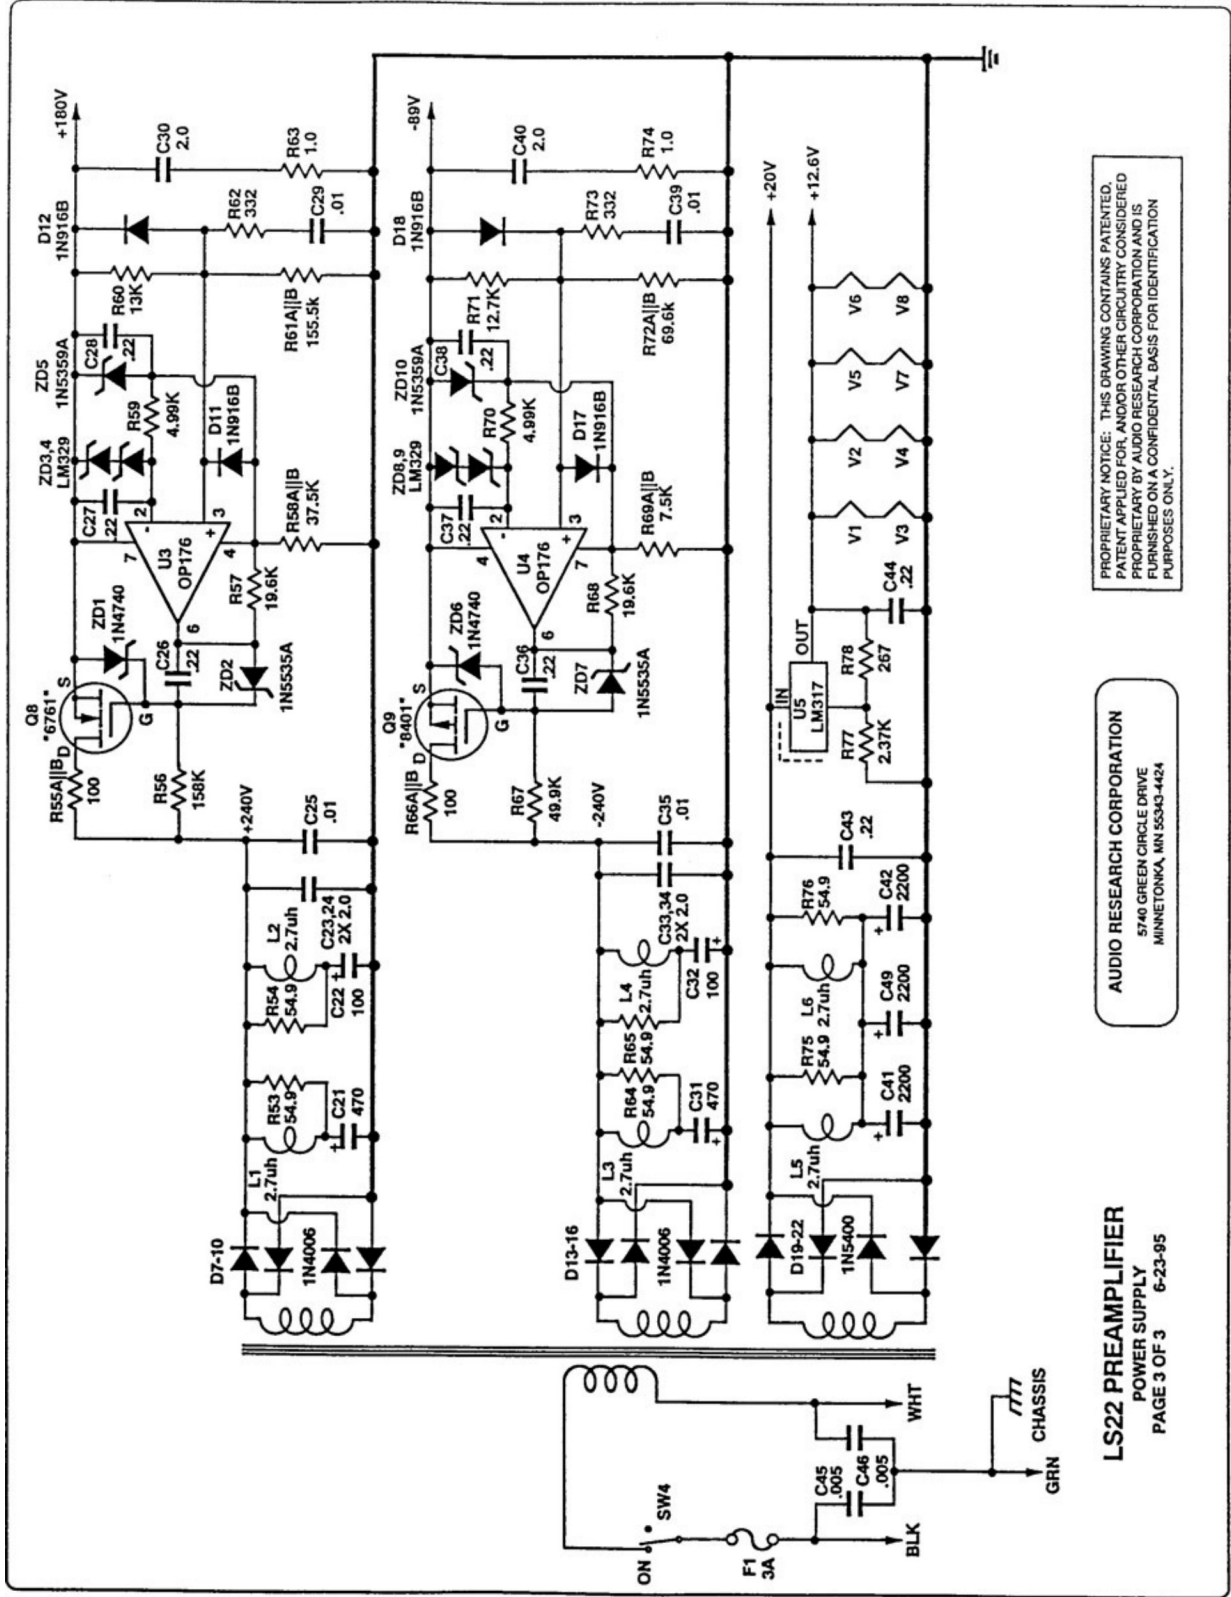 D7-10
1N4006
L1
2.7uh
R53
54.9
C21
470
R54
54.9
L2
2.7uh
C22
100
C23,24
2X 2.0
C25
.01
+240V
R55A||B
100
R56
158K
Q8
"6761"
D
S
G
ZD1
1N4740
C26
.22
ZD2
1N5535A
6
7
2
3
4
-
+
U3
OP176
R57
19.6K
C27
.22
ZD3,4
LM329
R59
4.99K
D11
1N916B
R58A||B
37.5K
ZD5
1N5359A
C28
.22
R60
13K
R61A||B
155.5k
D12
1N916B
R62
332
C29
.01
C30
2.0
R63
1.0
+180V
D13-16
1N4006
L3
2.7uh
R64
54.9
C31
470
R65
54.9
L4
2.7uh
C32
100
C33,34
2X 2.0
C35
.01
-240V
R66A||B
100
R67
49.9K
Q9
"8401"
D
S
G
ZD6
1N4740
C36
.22
ZD7
1N5535A
6
4
2
3
7
-
+
U4
OP176
R68
19.6K
C37
.22
ZD8,9
LM329
R70
4.99K
D17
1N916B
R69A||B
7.5K
ZD10
1N5359A
C38
.22
R71
12.7K
R72A||B
69.6k
D18
1N916B
R73
332
C39
.01
C40
2.0
R74
1.0
-89V
D19-22
1N5400
L5
2.7uh
R75
54.9
L6
2.7uh
R76
54.9
+
C41
2200
+
C49
2200
+
C42
2200
C43
.22
IN
U5
LM317
OUT
R77
2.37K
R78
267
C44
.22
V1
V3
V2
V4
V5
V7
V6
V8
+20V
+12.6V
ON
SW4
F1
3A
C45
.005
C46
.005
BLK
WHT
GRN
CHASSIS
LS22 PREAMPLIFIER
POWER SUPPLY
PAGE 3 OF 3 6-23-95
AUDIO RESEARCH CORPORATION
5740 GREEN CIRCLE DRIVE
MINNETONKA, MN 55343-4424
PROPRIETARY NOTICE: THIS DRAWING CONTAINS PATENTED,
PATENT APPLIED FOR, AND/OR OTHER CIRCUITRY CONSIDERED
PROPRIETARY BY AUDIO RESEARCH CORPORATION AND IS
FURNISHED ON A CONFIDENTAL BASIS FOR IDENTIFICATION
PURPOSES ONLY.